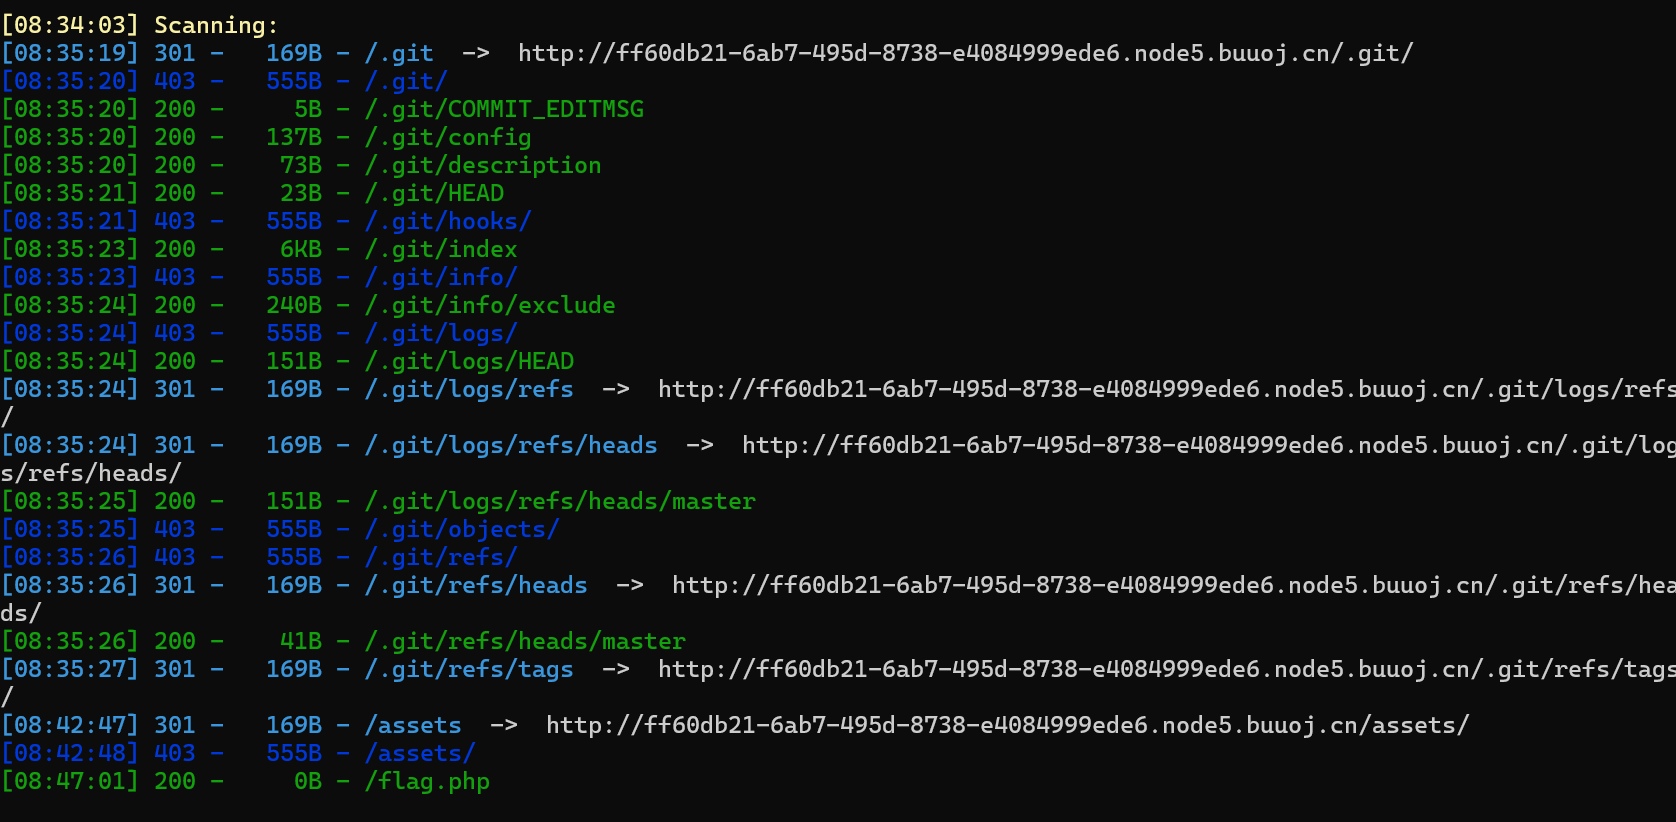 [08:34:03] Scanning:
[08:35:19] 301 -   169B - /.git  ->  http://ff60db21-6ab7-495d-8738-e4084999ede6.node5.buuoj.cn/.git/
[08:35:20] 403 -   555B - /.git/
[08:35:20] 200 -     5B - /.git/COMMIT_EDITMSG
[08:35:20] 200 -   137B - /.git/config
[08:35:20] 200 -    73B - /.git/description
[08:35:21] 200 -    23B - /.git/HEAD
[08:35:21] 403 -   555B - /.git/hooks/
[08:35:23] 200 -    6KB - /.git/index
[08:35:23] 403 -   555B - /.git/info/
[08:35:24] 200 -   240B - /.git/info/exclude
[08:35:24] 403 -   555B - /.git/logs/
[08:35:24] 200 -   151B - /.git/logs/HEAD
[08:35:24] 301 -   169B - /.git/logs/refs  ->  http://ff60db21-6ab7-495d-8738-e4084999ede6.node5.buuoj.cn/.git/logs/refs
/
[08:35:24] 301 -   169B - /.git/logs/refs/heads  ->  http://ff60db21-6ab7-495d-8738-e4084999ede6.node5.buuoj.cn/.git/log
s/refs/heads/
[08:35:25] 200 -   151B - /.git/logs/refs/heads/master
[08:35:25] 403 -   555B - /.git/objects/
[08:35:26] 403 -   555B - /.git/refs/
[08:35:26] 301 -   169B - /.git/refs/heads  ->  http://ff60db21-6ab7-495d-8738-e4084999ede6.node5.buuoj.cn/.git/refs/hea
ds/
[08:35:26] 200 -    41B - /.git/refs/heads/master
[08:35:27] 301 -   169B - /.git/refs/tags  ->  http://ff60db21-6ab7-495d-8738-e4084999ede6.node5.buuoj.cn/.git/refs/tags
/
[08:42:47] 301 -   169B - /assets  ->  http://ff60db21-6ab7-495d-8738-e4084999ede6.node5.buuoj.cn/assets/
[08:42:48] 403 -   555B - /assets/
[08:47:01] 200 -     0B - /flag.php